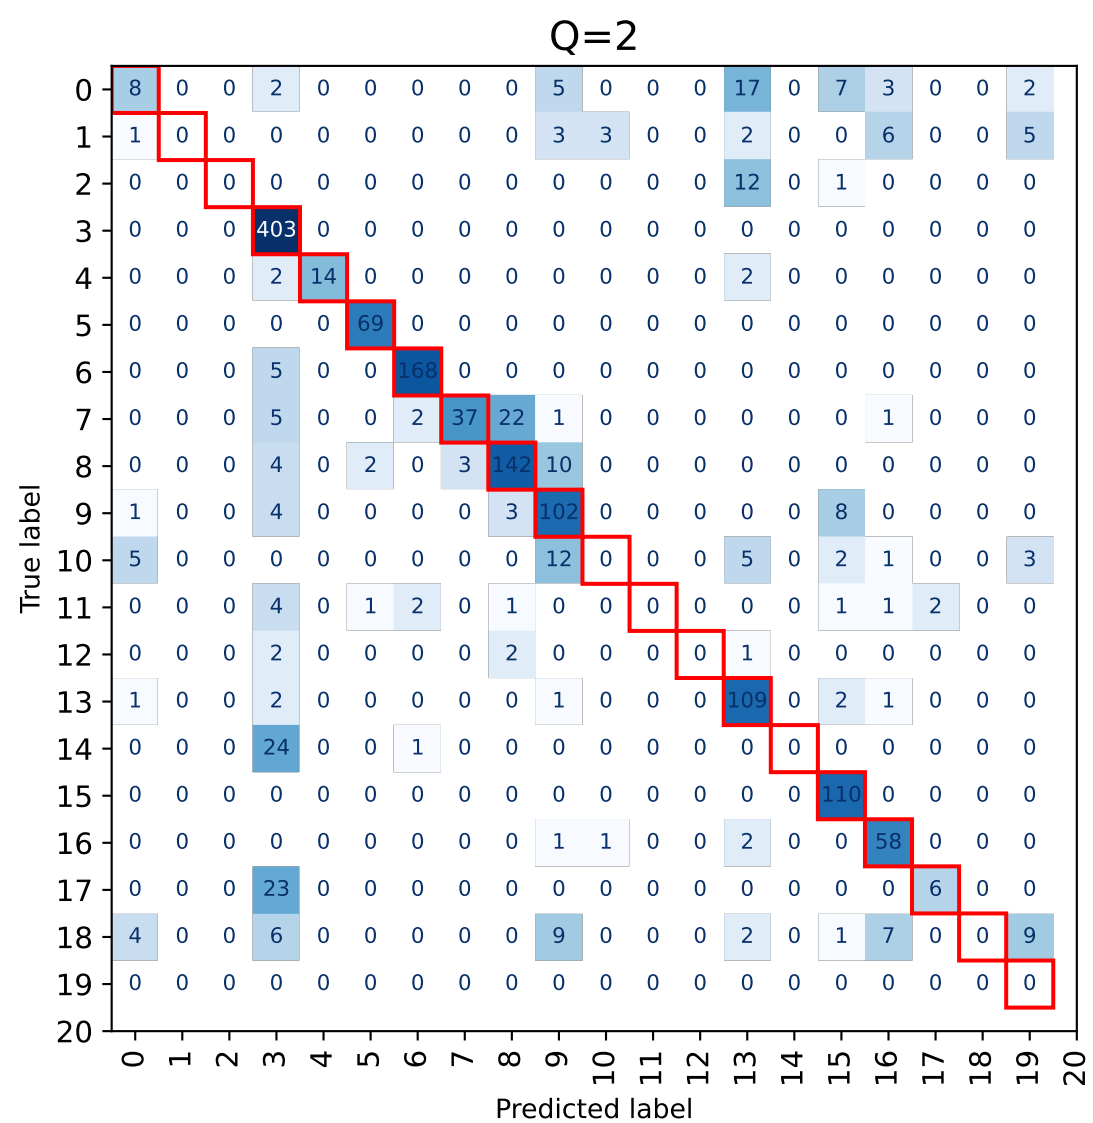 Q=2
0 8 0 0 2 0 0 0 0 0 5 0 0 0 17 0 7 3 0 0 2
1 1 0 0 0 0 0 0 0 0 3 3 0 0 2 0 0 6 0 0 5
2 0 0 0 0 0 0 0 0 0 0 0 0 0 12 0 1 0 0 0 0
3 0 0 0 403 0 0 0 0 0 0 0 0 0 0 0 0 0 0 0 0
4 0 0 0 2 14 0 0 0 0 0 0 0 0 2 0 0 0 0 0 0
5 0 0 0 0 0 69 0 0 0 0 0 0 0 0 0 0 0 0 0 0
6 0 0 0 5 0 0 168 0 0 0 0 0 0 0 0 0 0 0 0 0
7 0 0 0 5 0 0 2 37 22 1 0 0 0 0 0 0 1 0 0 0
8 0 0 0 4 0 2 0 3 142 10 0 0 0 0 0 0 0 0 0 0
9 1 0 0 4 0 0 0 0 3 102 0 0 0 0 0 8 0 0 0 0
10 5 0 0 0 0 0 0 0 0 12 0 0 0 5 0 2 1 0 0 3
11 0 0 0 4 0 1 2 0 1 0 0 0 0 0 0 1 1 2 0 0
12 0 0 0 2 0 0 0 0 2 0 0 0 0 1 0 0 0 0 0 0
13 1 0 0 2 0 0 0 0 0 1 0 0 0 109 0 2 1 0 0 0
14 0 0 0 24 0 0 1 0 0 0 0 0 0 0 0 0 0 0 0 0
15 0 0 0 0 0 0 0 0 0 0 0 0 0 0 0 110 0 0 0 0
16 0 0 0 0 0 0 0 0 0 1 1 0 0 2 0 0 58 0 0 0
17 0 0 0 23 0 0 0 0 0 0 0 0 0 0 0 0 0 6 0 0
18 4 0 0 6 0 0 0 0 0 9 0 0 0 2 0 1 7 0 0 9
19 0 0 0 0 0 0 0 0 0 0 0 0 0 0 0 0 0 0 0 0
20
True label
0 1 2 3 4 5 6 7 8 9 10 11 12 13 14 15 16 17 18 19 20
Predicted label